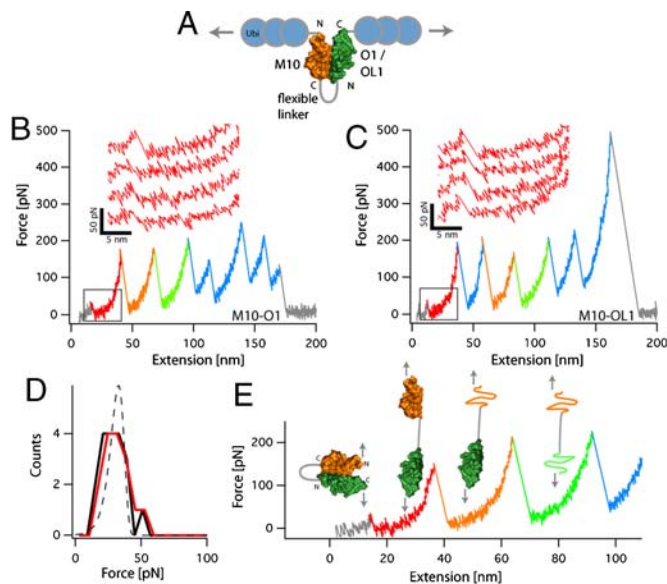 A
N C
Ubi
M10
O1 /
OL1
C N
flexible
linker
B
Force [pN]
500
400
300
200
100
0
50 pN
5 nm
M10-O1
0 50 100 150 200
Extension [nm]
C
Force [pN]
500
400
300
200
100
0
50 pN
5 nm
M10-OL1
0 50 100 150 200
Extension [nm]
D
Counts
4
2
0
0 50 100
Force [pN]
E
Force [pN]
200
100
0
C
N
N
C
0 20 40 60 80 100
Extension [nm]